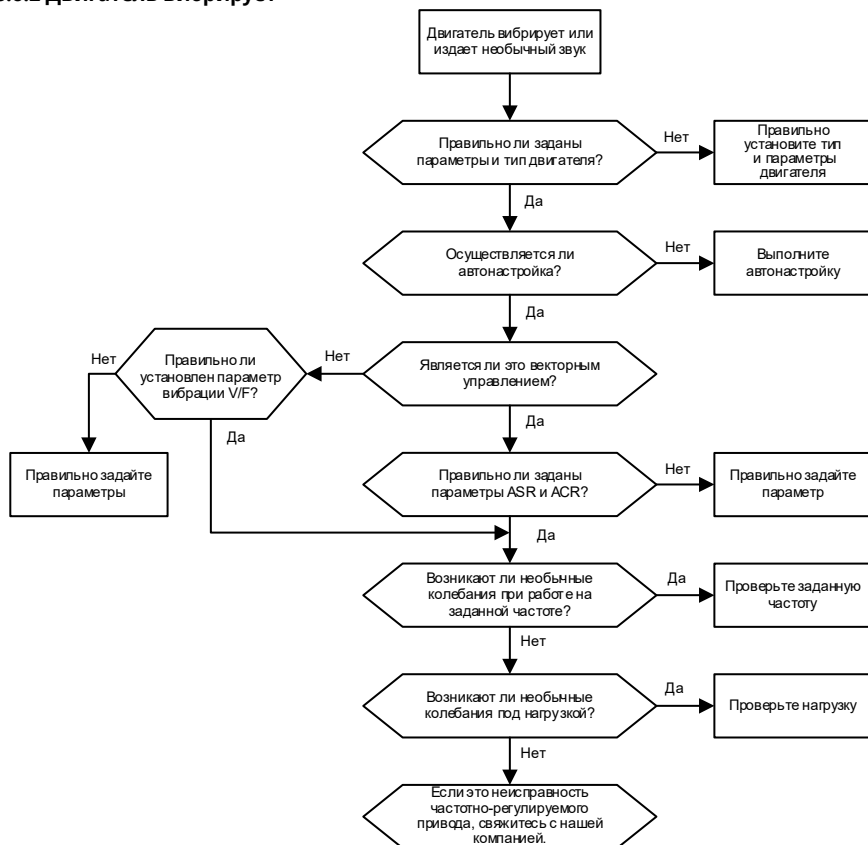 Двигатель вибрирует
Двигатель вибрирует или
издает необычный звук
Правильно ли заданы
параметры и тип двигателя?
Нет
Правильно
установите тип
и параметры
двигателя
Да
Осуществляется ли
автонастройка?
Нет
Выполните
автонастройку
Да
Является ли это векторным
управлением?
Нет
Правильно ли
установлен параметр
вибрации V/F?
Нет
Правильно задайте
параметры
Да
Да
Правильно ли заданы
параметры ASR и ACR?
Нет
Правильно задайте
параметр
Да
Возникают ли необычные
колебания при работе на
заданной частоте?
Да
Проверьте заданную
частоту
Нет
Возникают ли необычные
колебания под нагрузкой?
Да
Проверьте нагрузку
Нет
Если это неисправность
частотно-регулируемого
привода, свяжитесь с нашей
компанией.